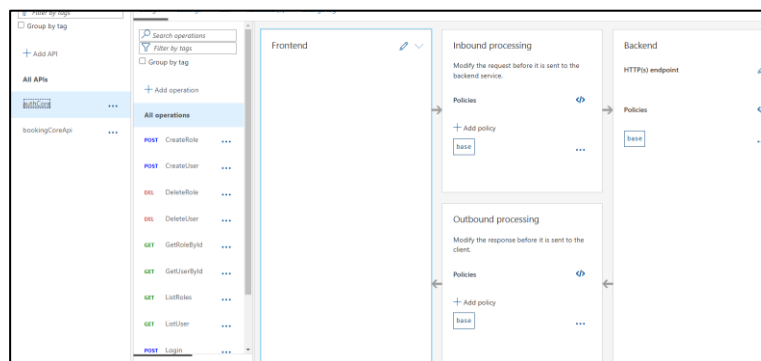 Filter by tags
Group by tag
+ Add API
All APIs
authCore
...
bookingCoreApi
...
Search operations
Filter by tags
Group by tag
+ Add operation
All operations
POST CreateRole ...
POST CreateUser ...
DEL DeleteRole ...
DEL DeleteUser ...
GET GetRoleById ...
GET GetUserById ...
GET ListRoles ...
GET ListUser ...
POST Login ...
Frontend
Inbound processing
Modify the request before it is sent to the
backend service.
Policies </>
+ Add policy
base ...
Outbound processing
Modify the response before it is sent to the
client.
Policies </>
+ Add policy
base ...
Backend
HTTP(s) endpoint
Policies
base